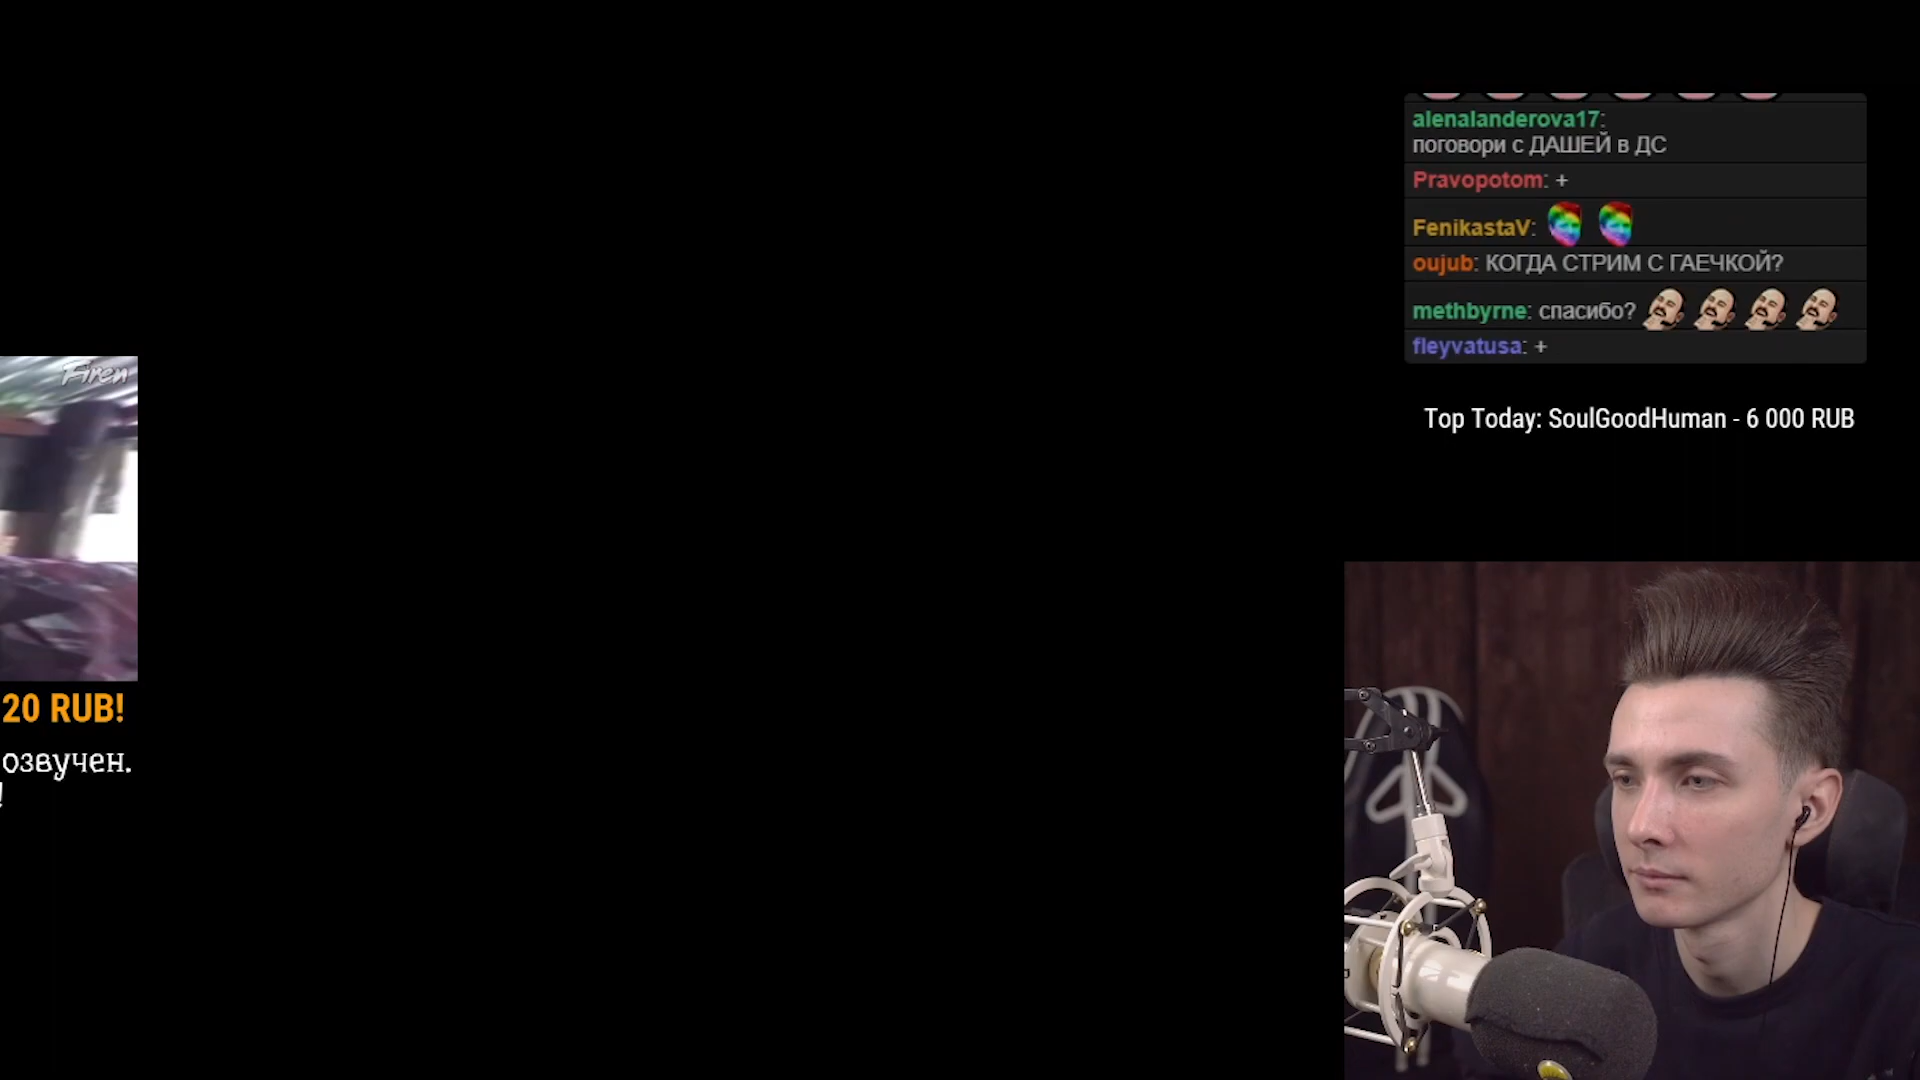 alenalanderova17:
поговори с ДАШЕЙ в ДС
Pravopotom: +
FenikastaV:
oujub: КОГДА СТРИМ С ГАЕЧКОЙ?
methbyrne: спасибо?
fleyvatusa: +
Top Today: SoulGoodHuman - 6 000 RUB
Firen
20 RUB!
озвучен.
!